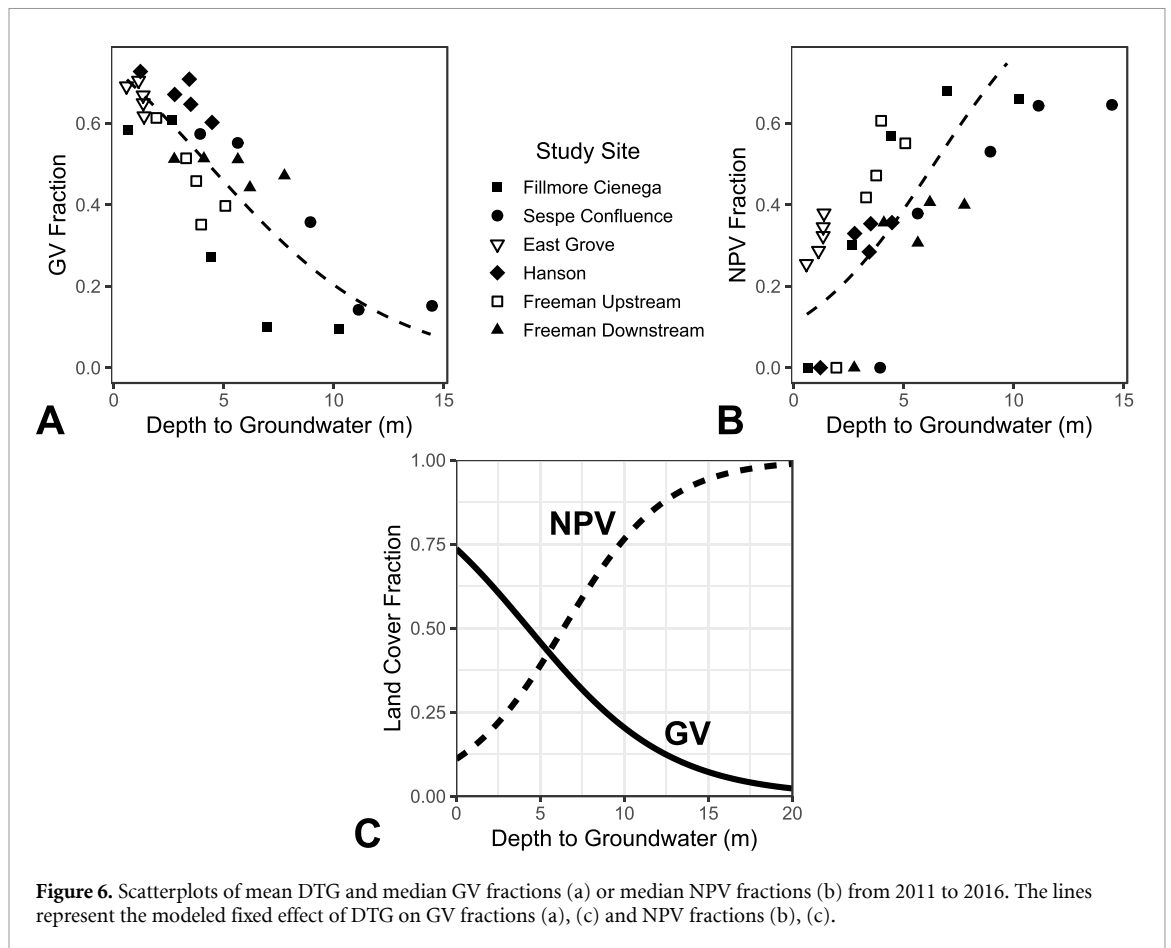 GV Fraction
0.6
0.4
0.2
0.0
0 5 10 15
A
Depth to Groundwater (m)
Study Site
Fillmore Cienega
Sespe Confluence
East Grove
Hanson
Freeman Upstream
Freeman Downstream
NPV Fraction
0.6
0.4
0.2
0.0
0 5 10 15
B
Depth to Groundwater (m)
Land Cover Fraction
1.00
0.75
0.50
0.25
0.00
NPV
GV
0 5 10 15 20
C
Depth to Groundwater (m)
Figure 6. Scatterplots of mean DTG and median GV fractions (a) or median NPV fractions (b) from 2011 to 2016. The lines
represent the modeled fixed effect of DTG on GV fractions (a), (c) and NPV fractions (b), (c).